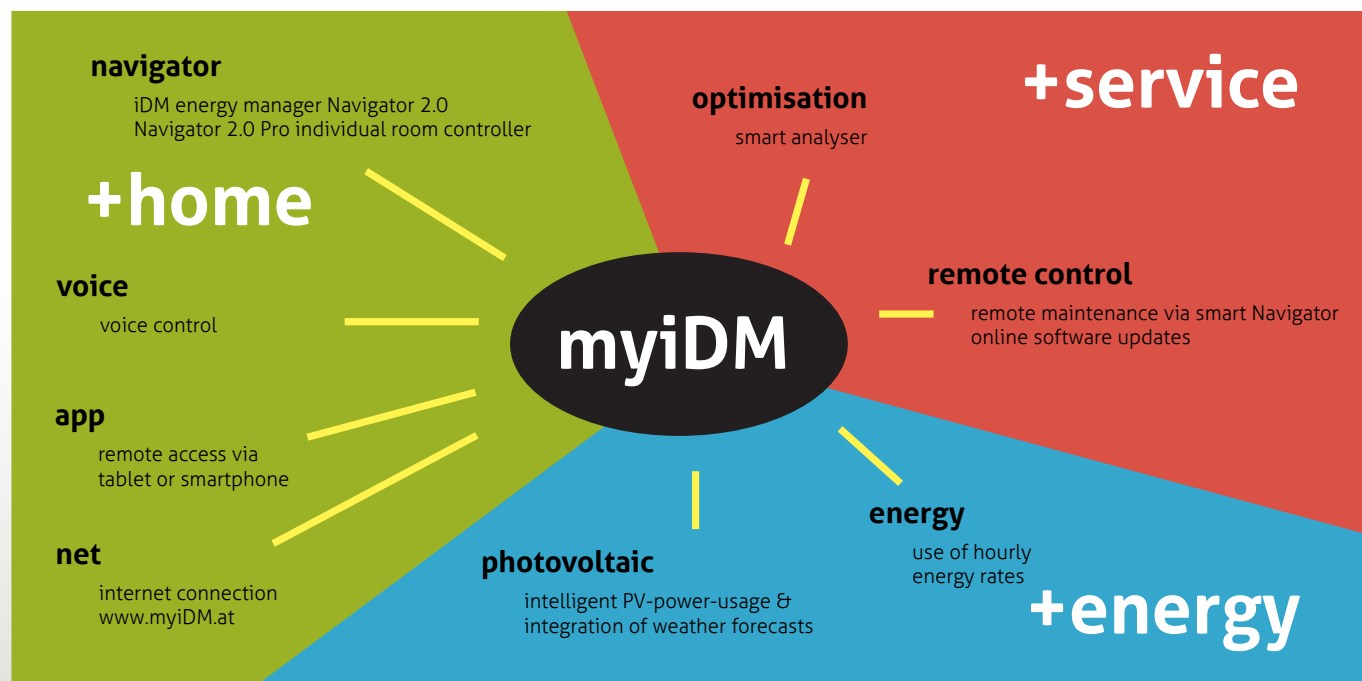 navigator
iDM energy manager Navigator 2.0
Navigator 2.0 Pro individual room controller
+home
voice
voice control
app
remote access via
tablet or smartphone
net
internet connection
www.myiDM.at
myiDM
+service
optimisation
smart analyser
remote control
remote maintenance via smart Navigator
online software updates
photovoltaic
intelligent PV-power-usage &
integration of weather forecasts
energy
use of hourly
energy rates
+energy